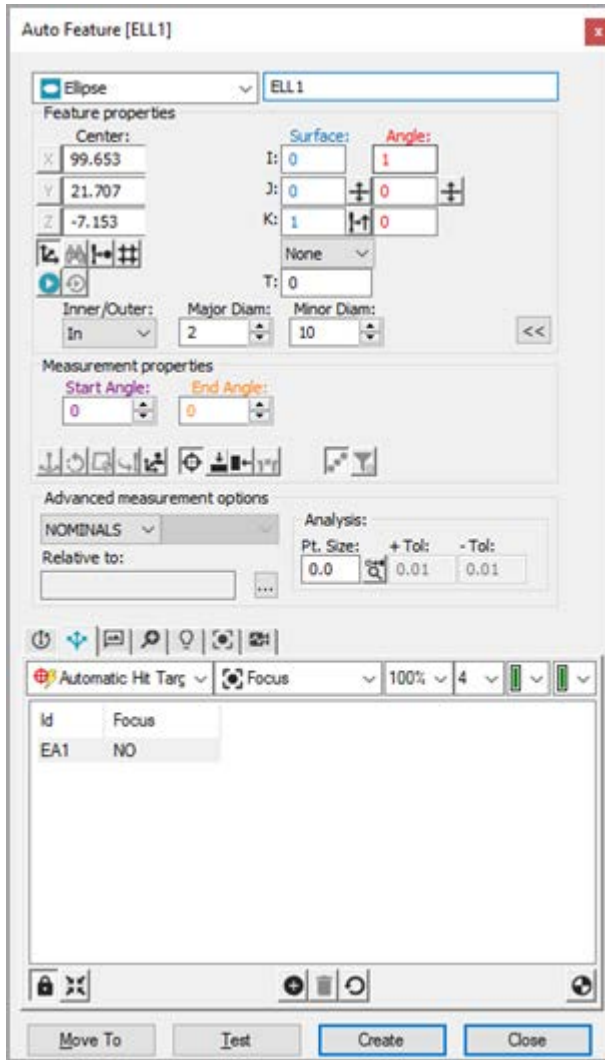 Auto Feature [ELL1]
x
Ellipse ELL1
Feature properties
Center: Surface: Angle:
X 99.653 I: 0 1
Y 21.707 J: 0 0
Z -7.153 K: 1 0
None
T: 0
Inner/Outer: Major Diam: Minor Diam:
In 2 10 <<
Measurement properties
Start Angle: End Angle:
0 0
Advanced measurement options
NOMINALS Analysis:
Relative to: Pt. Size: + Tol: - Tol:
0.0 0.01 0.01
...
Automatic Hit Targ Focus 100% 4
Id Focus
EA1 NO
Move To Test Create Close